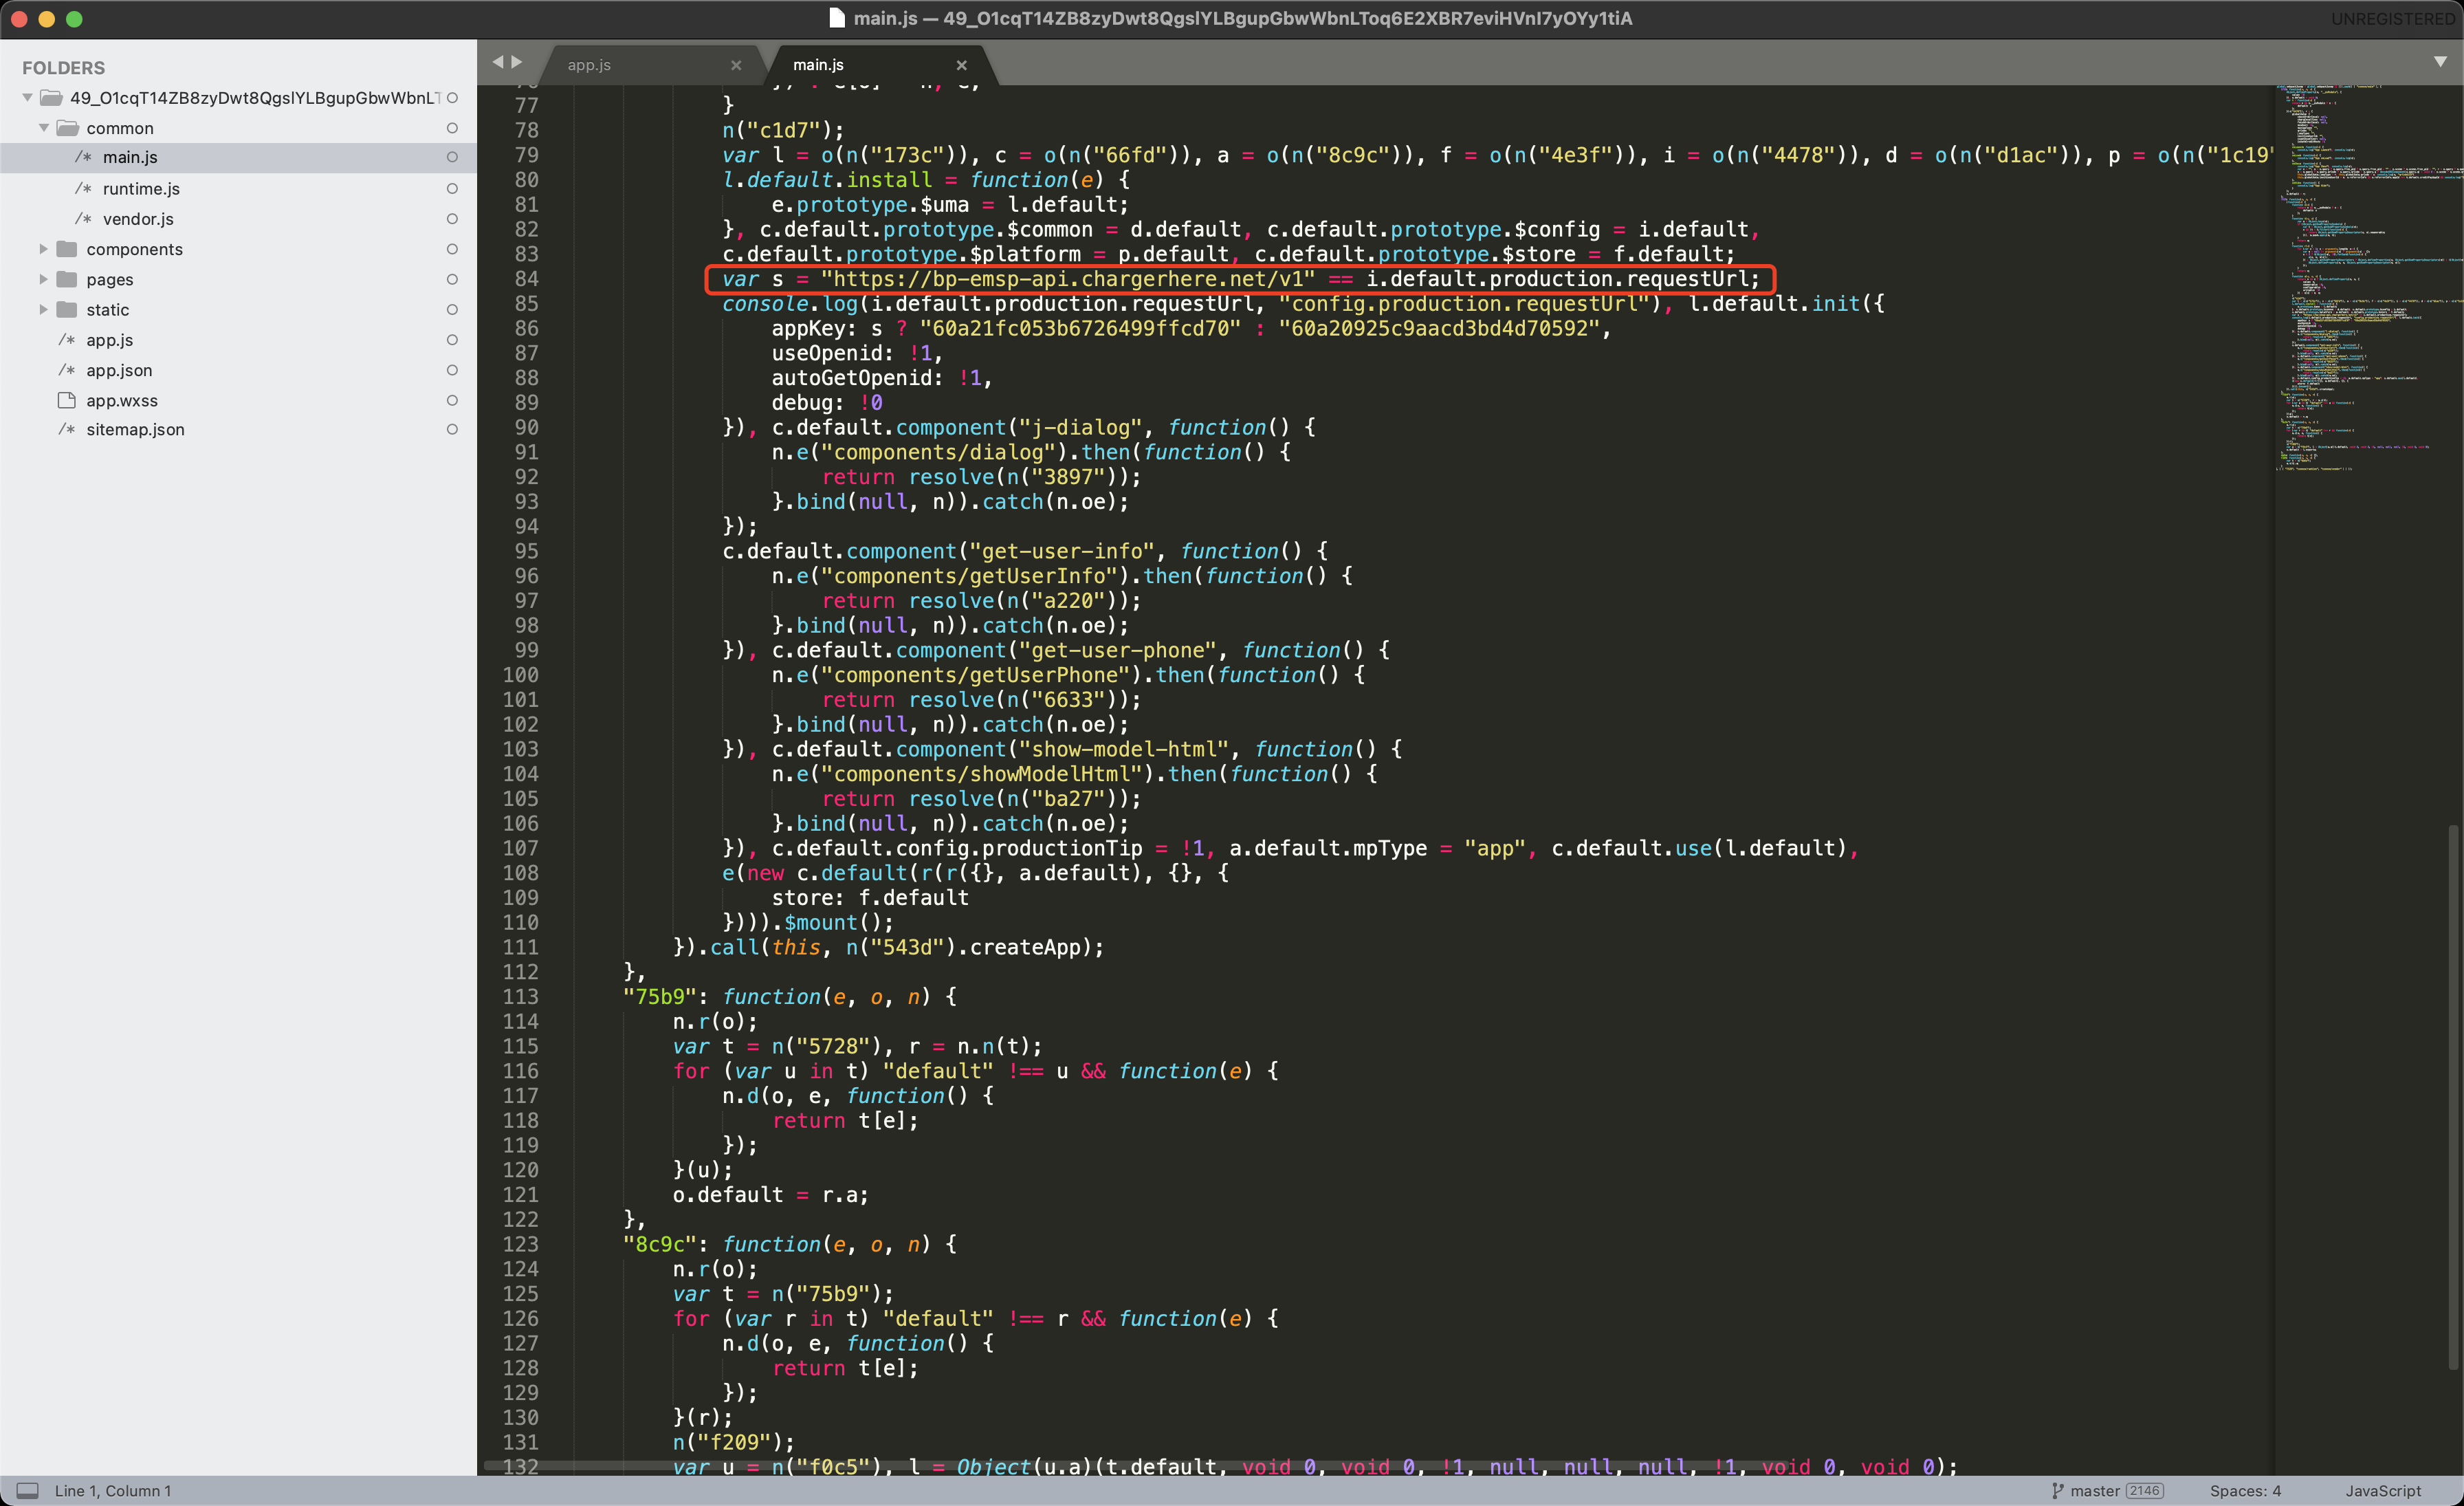 main.js — 49_O1cqT14ZB8zyDwt8QgslYLBgupGbwWbnLToq6E2XBR7eviHVnI7yOYy1tiA
UNREGISTERED
FOLDERS
49_O1cqT14ZB8zyDwt8QgslYLBgupGbwWbnLT
common
/* main.js
/* runtime.js
/* vendor.js
components
pages
static
/* app.js
/* app.json
app.wxss
/* sitemap.json
app.js
main.js
77 }
78 n("c1d7");
79 var l = o(n("173c")), c = o(n("66fd")), a = o(n("8c9c")), f = o(n("4e3f")), i = o(n("4478")), d = o(n("d1ac")), p = o(n("1c19"
80 l.default.install = function(e) {
81 e.prototype.$uma = l.default;
82 }, c.default.prototype.$common = d.default, c.default.prototype.$config = i.default,
83 c.default.prototype.$platform = p.default, c.default.prototype.$store = f.default;
84 var s = "https://bp-emsp-api.chargerhere.net/v1" == i.default.production.requestUrl;
85 console.log(i.default.production.requestUrl, "config.production.requestUrl"), l.default.init({
86 appKey: s ? "60a21fc053b6726499ffcd70" : "60a20925c9aacd3bd4d70592",
87 useOpenid: !1,
88 autoGetOpenid: !1,
89 debug: !0
90 }), c.default.component("j-dialog", function() {
91 n.e("components/dialog").then(function() {
92 return resolve(n("3897"));
93 }.bind(null, n)).catch(n.oe);
94 });
95 c.default.component("get-user-info", function() {
96 n.e("components/getUserInfo").then(function() {
97 return resolve(n("a220"));
98 }.bind(null, n)).catch(n.oe);
99 }), c.default.component("get-user-phone", function() {
100 n.e("components/getUserPhone").then(function() {
101 return resolve(n("6633"));
102 }.bind(null, n)).catch(n.oe);
103 }), c.default.component("show-model-html", function() {
104 n.e("components/showModelHtml").then(function() {
105 return resolve(n("ba27"));
106 }.bind(null, n)).catch(n.oe);
107 }), c.default.config.productionTip = !1, a.default.mpType = "app", c.default.use(l.default),
108 e(new c.default(r(r({}, a.default), {}, {
109 store: f.default
110 }))).$mount();
111 }).call(this, n("543d").createApp);
112 },
113 "75b9": function(e, o, n) {
114 n.r(o);
115 var t = n("5728"), r = n.n(t);
116 for (var u in t) "default" !== u && function(e) {
117 n.d(o, e, function() {
118 return t[e];
119 });
120 }(u);
121 o.default = r.a;
122 },
123 "8c9c": function(e, o, n) {
124 n.r(o);
125 var t = n("75b9");
126 for (var r in t) "default" !== r && function(e) {
127 n.d(o, e, function() {
128 return t[e];
129 });
130 }(r);
131 n("f209");
132 var u = n("f0c5"), l = Object(u.a)(t.default, void 0, void 0, !1, null, null, null, !1, void 0, void 0);
Line 1, Column 1
master 2146
Spaces: 4
JavaScript